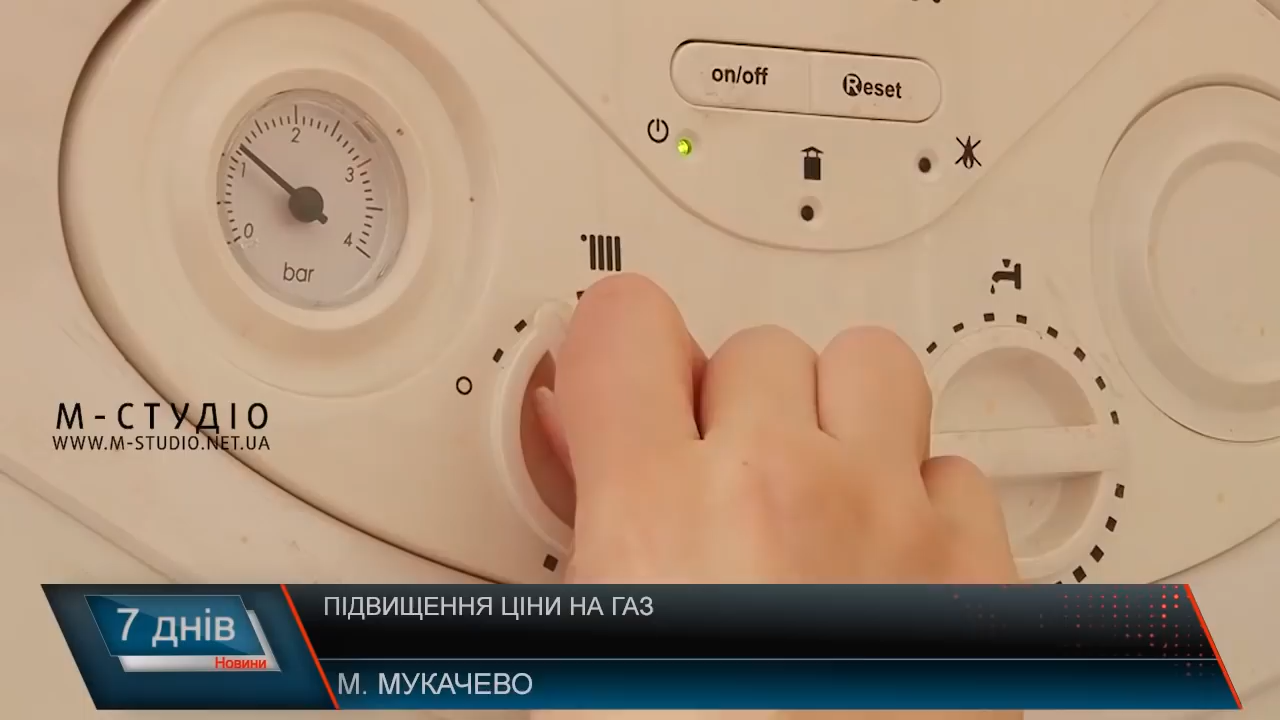 on/off
Reset
2
1
3
0
4
bar
М-СТУДІО
WWW.M-STUDIO.NET.UA
7 днів
Новини
ПІДВИЩЕННЯ ЦІНИ НА ГАЗ
М. МУКАЧЕВО